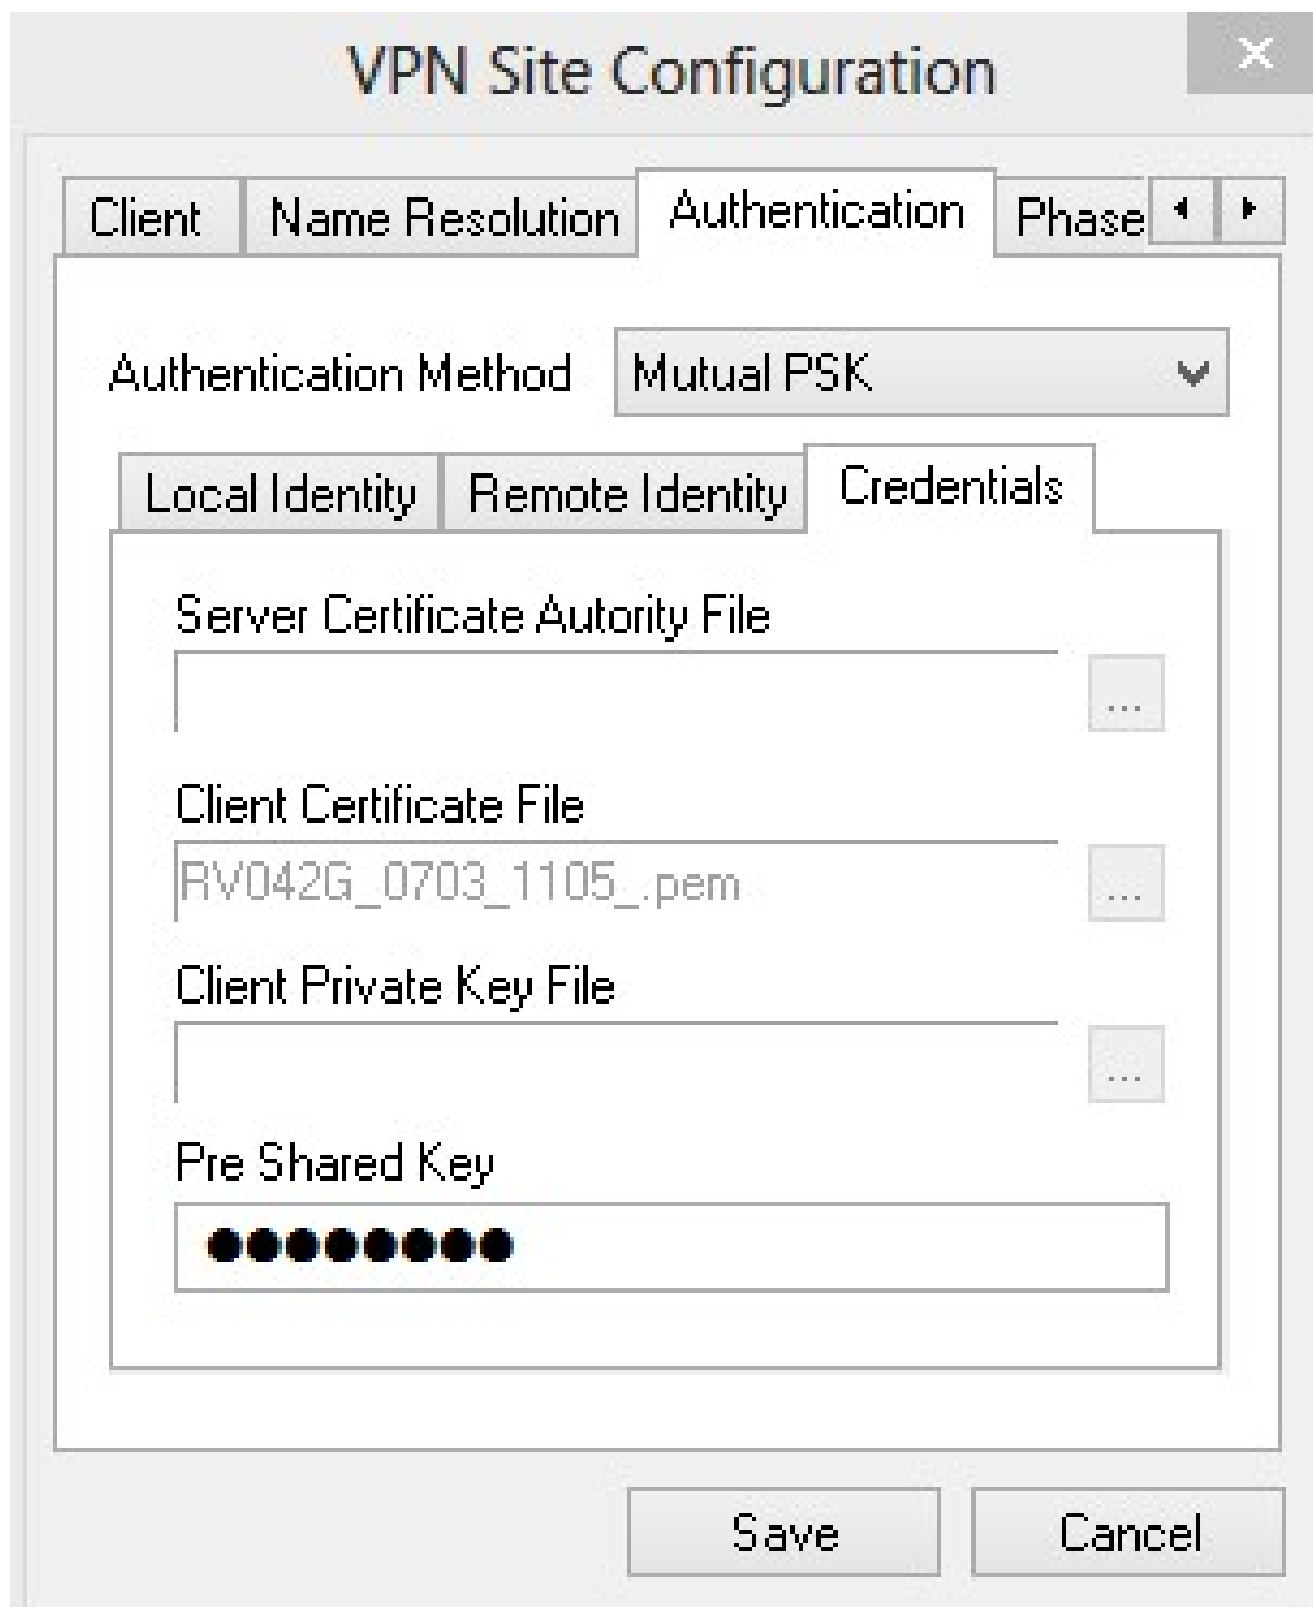 VPN Site Configuration
Client Name Resolution Authentication Phase
Authentication Method Mutual PSK
Local Identity Remote Identity Credentials
Server Certificate Autority File
...
Client Certificate File
RV042G_0703_1105_.pem ...
Client Private Key File
...
Pre Shared Key
●●●●●●●●
Save Cancel